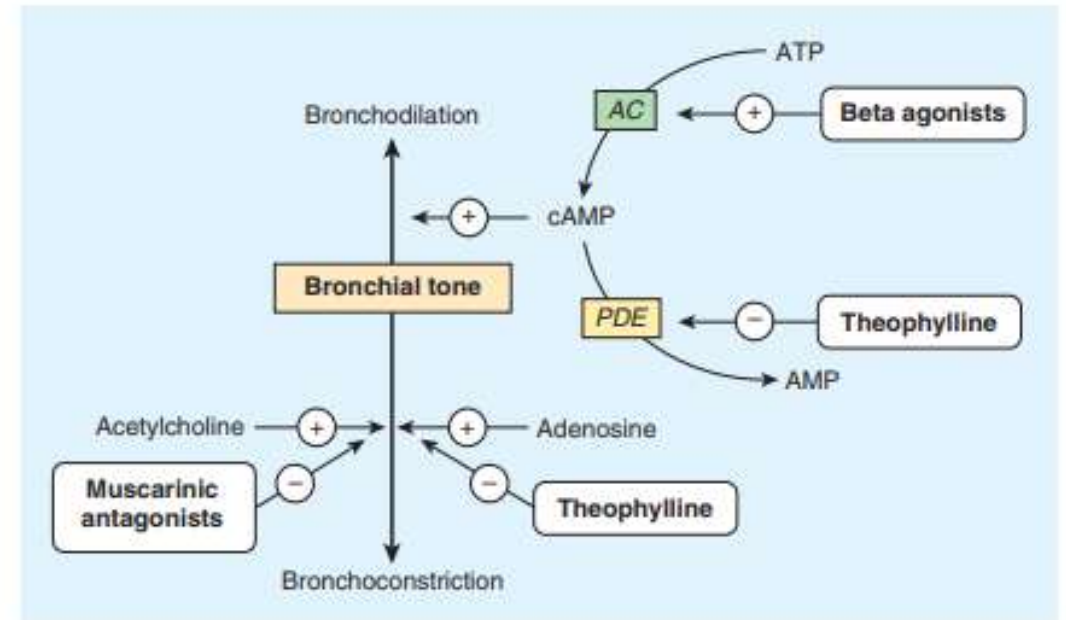 ATP
Bronchodilation
AC
+
Beta agonists
+
cAMP
Bronchial tone
PDE
−
Theophylline
AMP
Acetylcholine
+
+
Adenosine
Muscarinic
antagonists
−
−
Theophylline
Bronchoconstriction